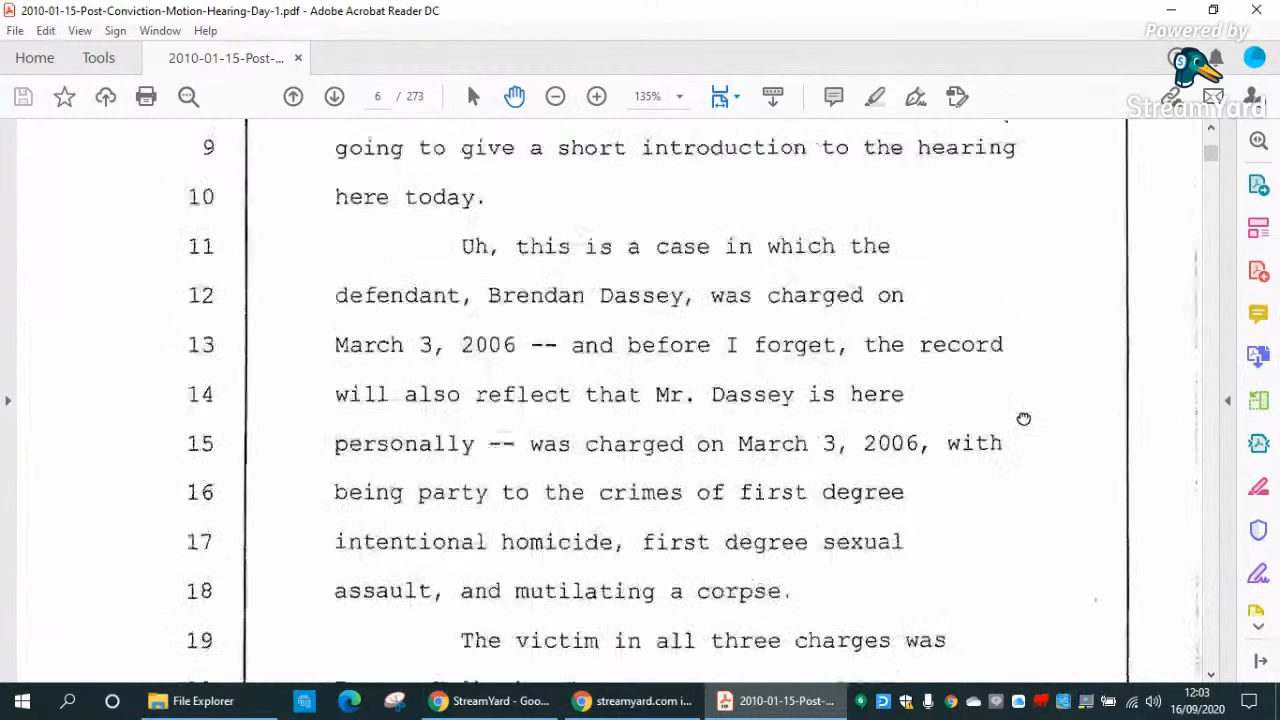 2010-01-15-Post-Conviction-Motion-Hearing-Day-1.pdf - Adobe Acrobat Reader DC
File Edit View Sign Window Help
Powered by
Home Tools 2010-01-15-Post-... ×
6 / 273 135%
StreamYard
9 going to give a short introduction to the hearing
10 here today.
11 Uh, this is a case in which the
12 defendant, Brendan Dassey, was charged on
13 March 3, 2006 -- and before I forget, the record
14 will also reflect that Mr. Dassey is here
15 personally -- was charged on March 3, 2006, with
16 being party to the crimes of first degree
17 intentional homicide, first degree sexual
18 assault, and mutilating a corpse.
19 The victim in all three charges was
File Explorer StreamYard - Goo... streamyard.com i... 2010-01-15-Post-...
12:03
16/09/2020